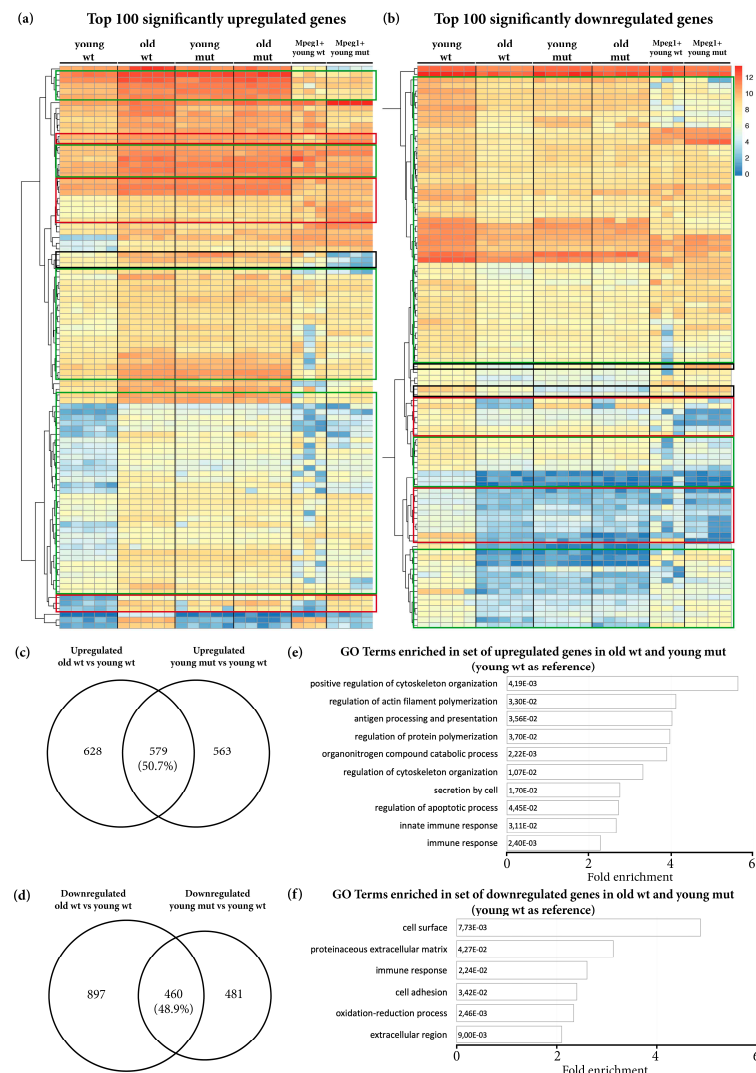 (a) Top 100 significantly upregulated genes
young wt
old wt
young mut
old mut
Mpeg1+ young wt
Mpeg1+ young mut
(b) Top 100 significantly downregulated genes
young wt
old wt
young mut
old mut
Mpeg1+ young wt
Mpeg1+ young mut
12
10
8
6
4
2
0
(c)
Upregulated
old wt vs young wt
Upregulated
young mut vs young wt
628
579
(50.7%)
563
(d)
Downregulated
old wt vs young wt
Downregulated
young mut vs young wt
897
460
(48.9%)
481
(e) GO Terms enriched in set of upregulated genes in old wt and young mut
(young wt as reference)
positive regulation of cytoskeleton organization 4,19E-03
regulation of actin filament polymerization 3,30E-02
antigen processing and presentation 3,56E-02
regulation of protein polymerization 3,70E-02
organonitrogen compound catabolic process 2,22E-03
regulation of cytoskeleton organization 1,07E-02
secretion by cell 1,70E-02
regulation of apoptotic process 4,45E-02
innate immune response 3,11E-02
immune response 2,40E-03
0 2 4 6
Fold enrichment
(f) GO Terms enriched in set of downregulated genes in old wt and young mut
(young wt as reference)
cell surface 7,73E-03
proteinaceous extracellular matrix 4,27E-02
immune response 2,24E-02
cell adhesion 3,42E-02
oxidation-reduction process 2,46E-03
extracellular region 9,00E-03
0 2 4 6
Fold enrichment